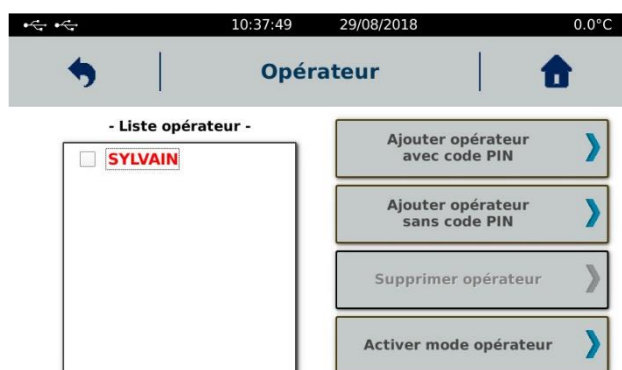 10:37:49 29/08/2018 0.0°C
Opérateur
- Liste opérateur -
SYLVAIN
Ajouter opérateur
avec code PIN
Ajouter opérateur
sans code PIN
Supprimer opérateur
Activer mode opérateur